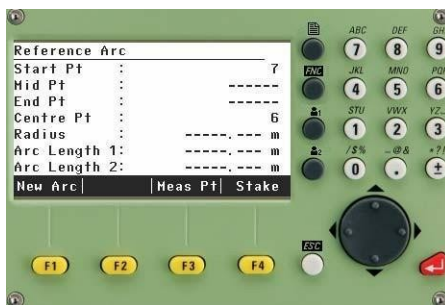 Reference Arc
Start Pt : 7
Mid Pt : ------
End Pt : ------
Centre Pt : 6
Radius : -----.--- m
Arc Length 1: -----.--- m
Arc Length 2: -----.--- m
New Arc | | Meas Pt | Stake
F1 F2 F3 F4
ABC DEF
7 8 9
FNC JKL MNO
4 5 6
STU VWX YZ
1 2 3
/$% _@& *?!
0 . ±
ESC